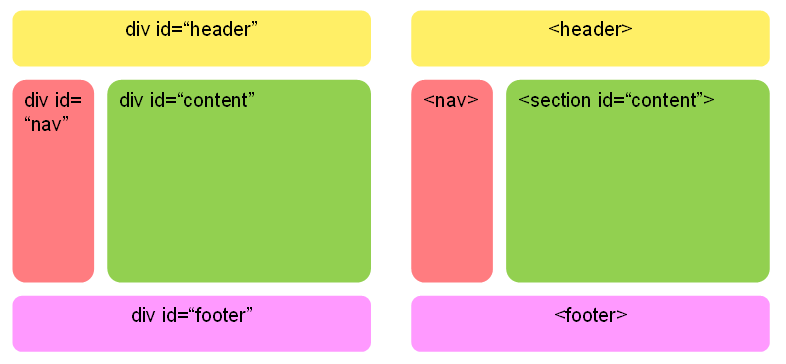 div id=“header”
<header>
div id=
“nav”
div id=“content”
<nav>
<section id=“content”>
div id=“footer”
<footer>